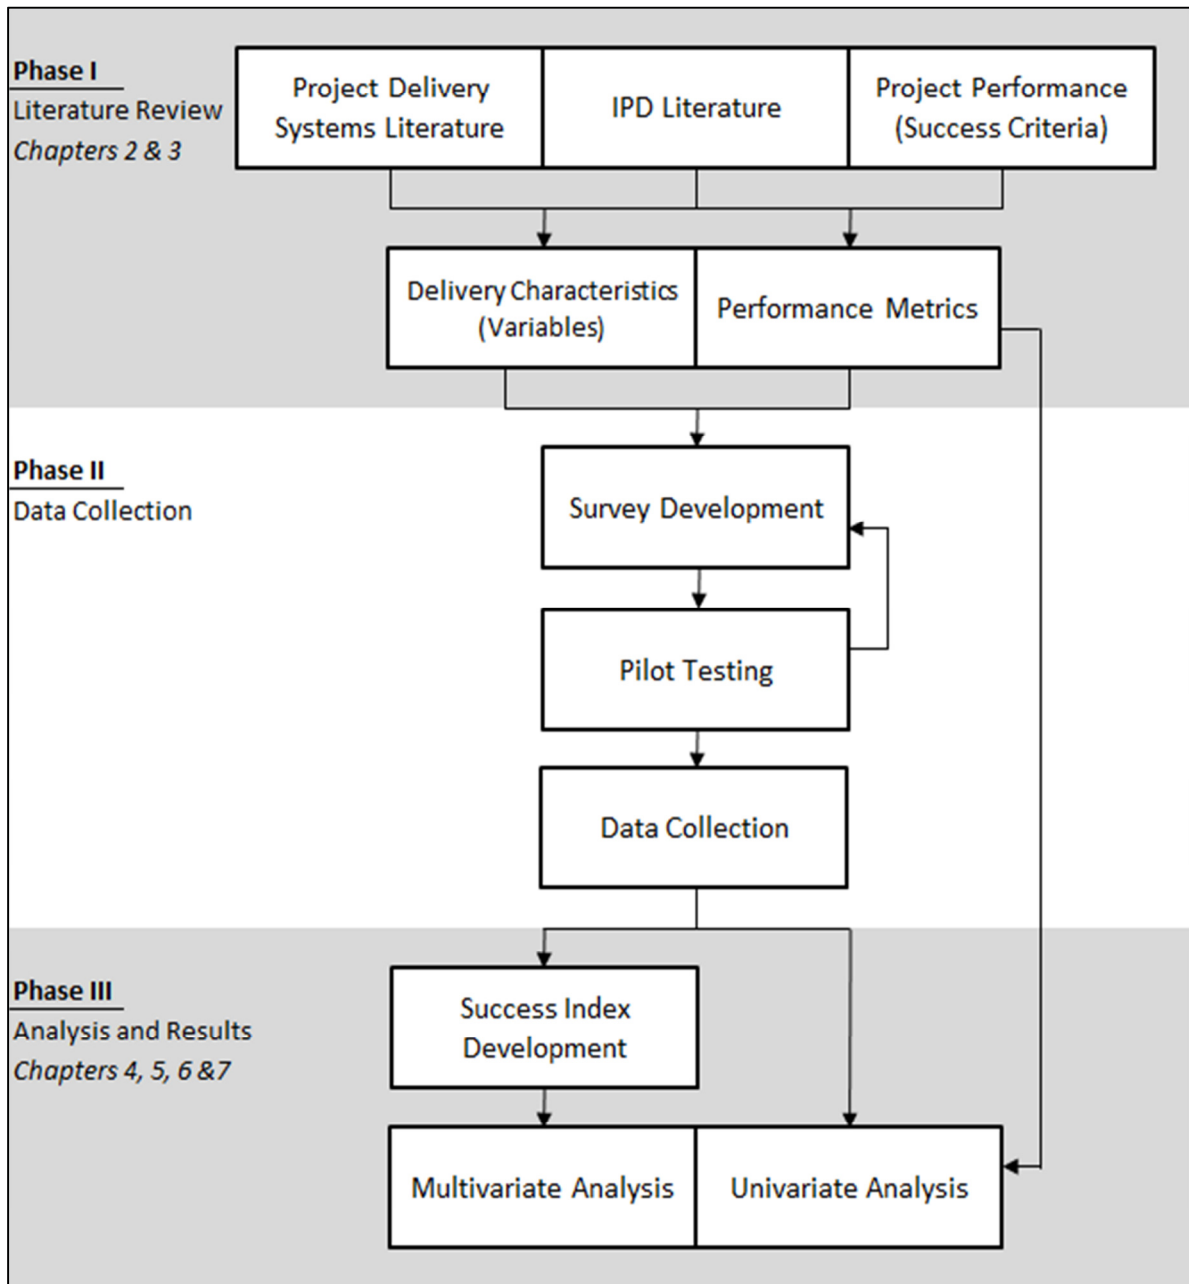 Phase I
Literature Review
Chapters 2 & 3
Project Delivery
Systems Literature
IPD Literature
Project Performance
(Success Criteria)
Delivery Characteristics
(Variables)
Performance Metrics
Phase II
Data Collection
Survey Development
Pilot Testing
Data Collection
Phase III
Analysis and Results
Chapters 4, 5, 6 &7
Success Index
Development
Multivariate Analysis
Univariate Analysis